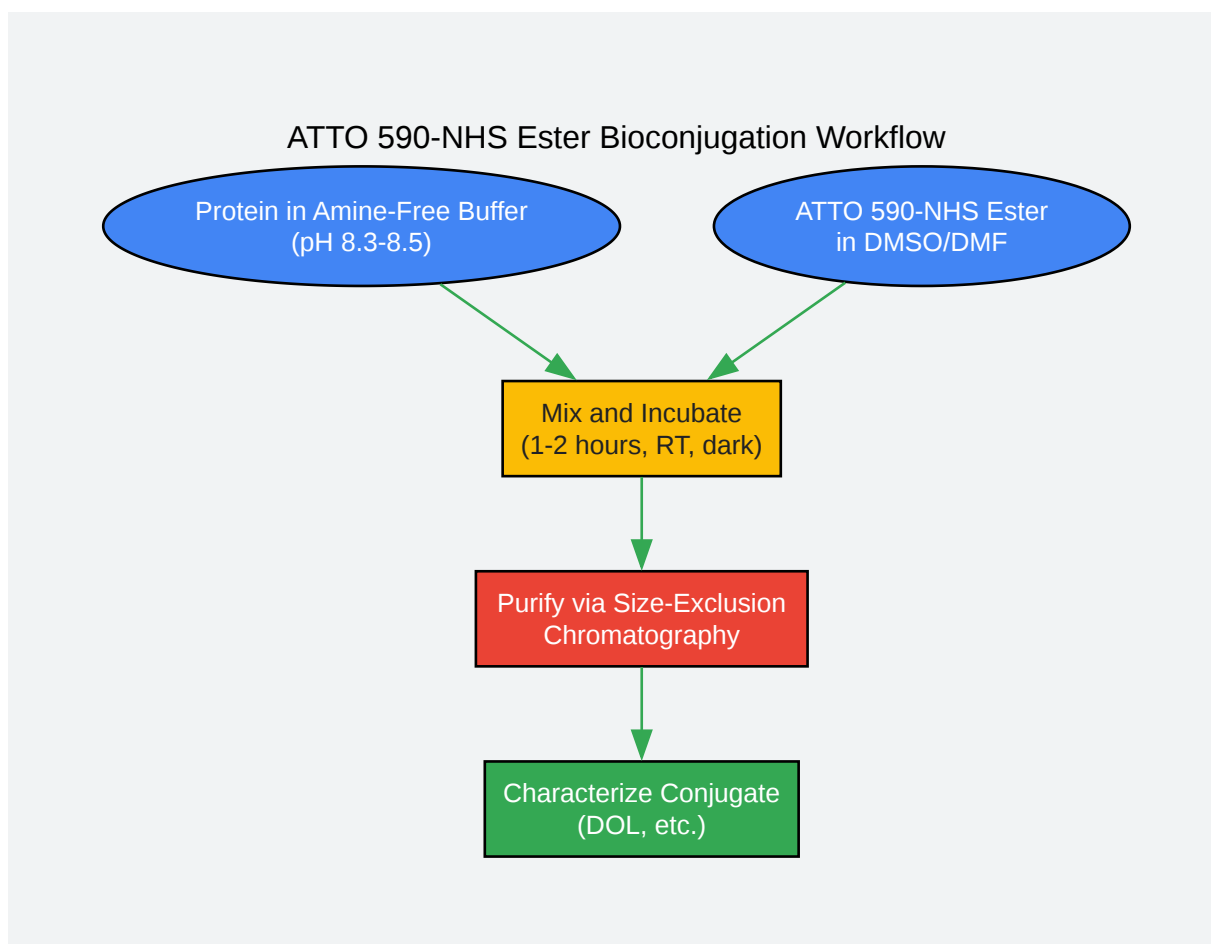 ATTO 590-NHS Ester Bioconjugation Workflow
Protein in Amine-Free Buffer
(pH 8.3-8.5)
ATTO 590-NHS Ester
in DMSO/DMF
Mix and Incubate
(1-2 hours, RT, dark)
Purify via Size-Exclusion
Chromatography
Characterize Conjugate
(DOL, etc.)